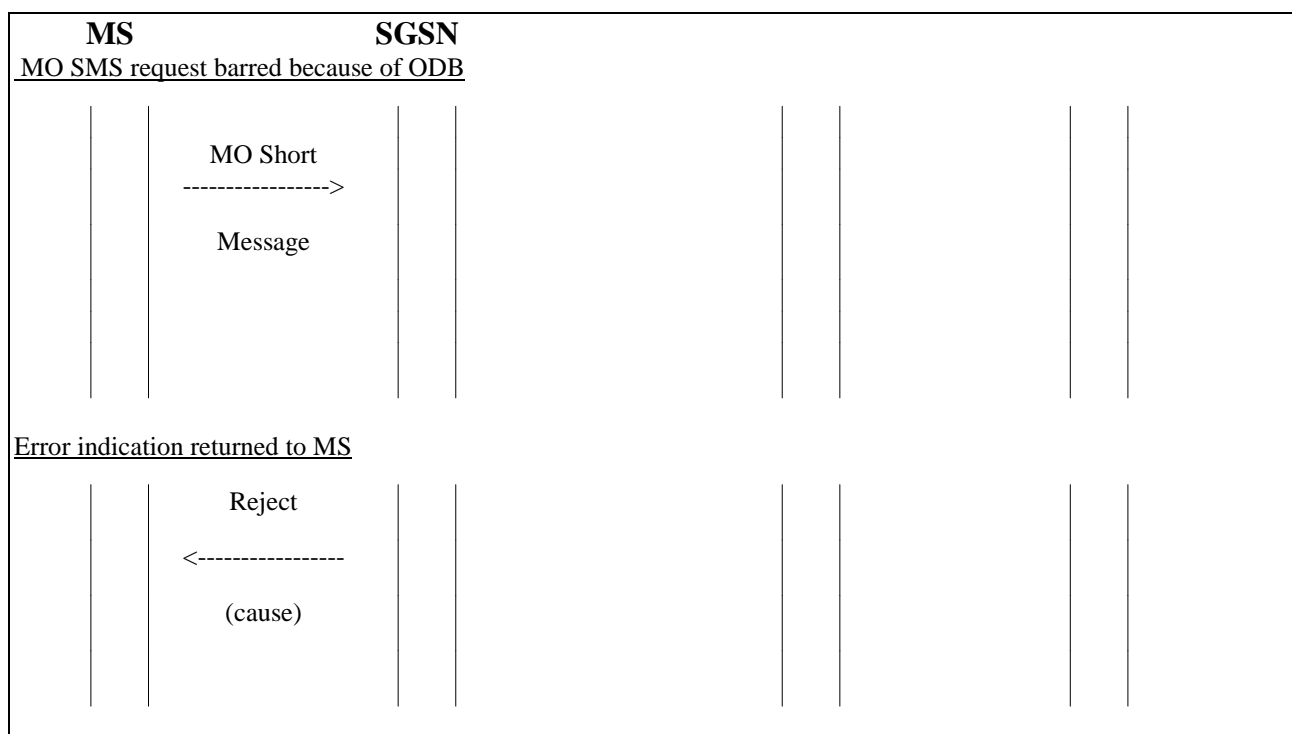 MS SGSN
MO SMS request barred because of ODB
MO Short
----------------->
Message
Error indication returned to MS
Reject
<-----------------
(cause)